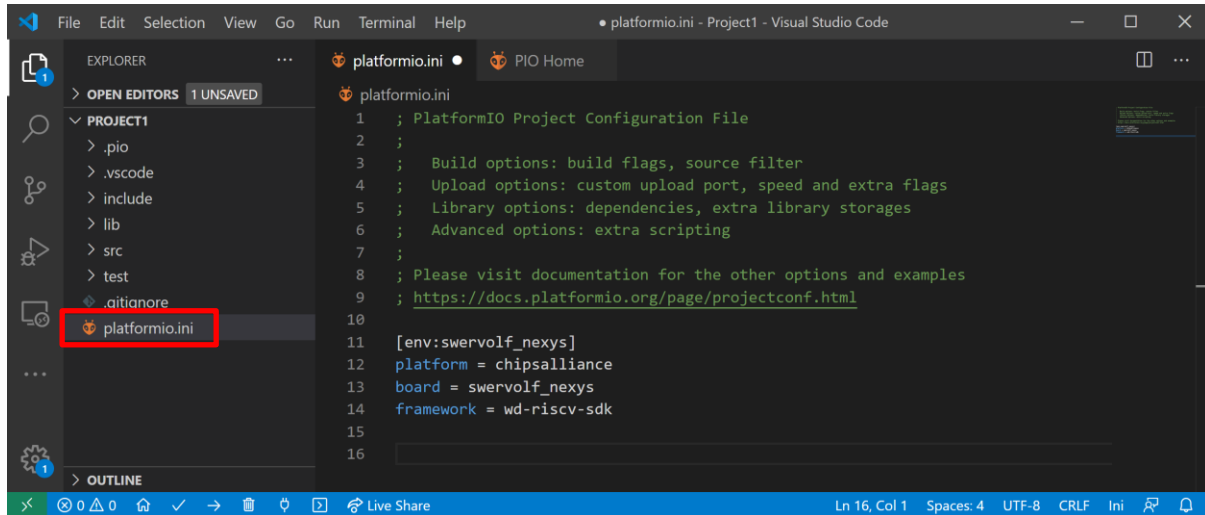 File Edit Selection View Go Run Terminal Help ● platformio.ini - Project1 - Visual Studio Code
EXPLORER
1
OPEN EDITORS 1 UNSAVED
PROJECT1
.pio
.vscode
include
lib
src
test
.gitignore
platformio.ini
OUTLINE
1
platformio.ini ● PIO Home
platformio.ini
1 ; PlatformIO Project Configuration File
2 ;
3 ;   Build options: build flags, source filter
4 ;   Upload options: custom upload port, speed and extra flags
5 ;   Library options: dependencies, extra library storages
6 ;   Advanced options: extra scripting
7 ;
8 ; Please visit documentation for the other options and examples
9 ; https://docs.platformio.org/page/projectconf.html
10
11 [env:swervolf_nexys]
12 platform = chipsalliance
13 board = swervolf_nexys
14 framework = wd-riscv-sdk
15
16
0 0 Live Share Ln 16, Col 1 Spaces: 4 UTF-8 CRLF Ini